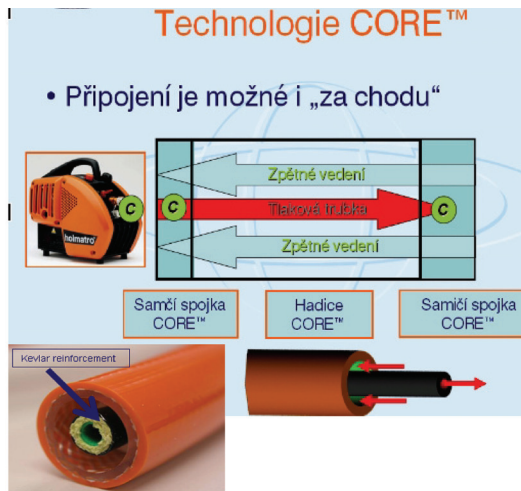 Technologie CORE™
• Připojení je možné i „za chodu“
Zpětné vedení
C
C
Tlaková trubka
C
Zpětné vedení
holmatro
Samčí spojka
CORE™
Hadice
CORE™
Samičí spojka
CORE™
Kevlar reinforcement